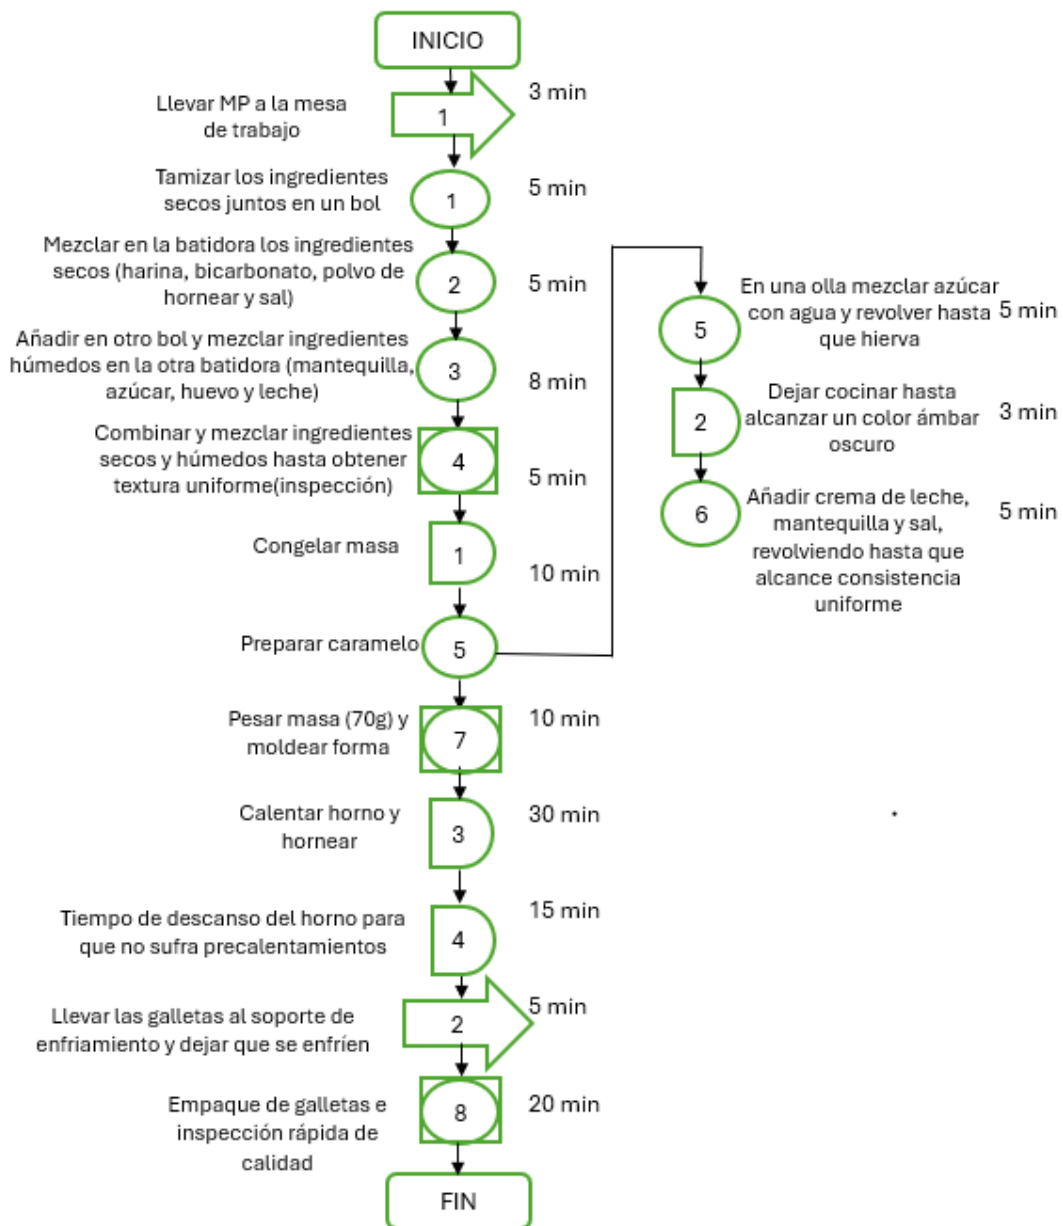 INICIO
Llevar MP a la mesa
de trabajo
1
3 min
Tamizar los ingredientes
secos juntos en un bol
1
5 min
Mezclar en la batidora los ingredientes
secos (harina, bicarbonato, polvo de
hornear y sal)
2
5 min
Añadir en otro bol y mezclar ingredientes
húmedos en la otra batidora (mantequilla,
azúcar, huevo y leche)
3
8 min
Combinar y mezclar ingredientes
secos y húmedos hasta obtener
textura uniforme(inspección)
4
5 min
Congelar masa
1
10 min
Preparar caramelo
5
En una olla mezclar azúcar
con agua y revolver hasta
que hierva
5
5 min
Dejar cocinar hasta
alcanzar un color ámbar
oscuro
2
3 min
Añadir crema de leche,
mantequilla y sal,
revolviendo hasta que
alcance consistencia
uniforme
6
5 min
Pesar masa (70g) y
moldear forma
7
10 min
Calentar horno y
hornear
3
30 min
Tiempo de descanso del horno para
que no sufra precalentamientos
4
15 min
Llevar las galletas al soporte de
enfriamiento y dejar que se enfríen
2
5 min
Empaque de galletas e
inspección rápida de
calidad
8
20 min
FIN